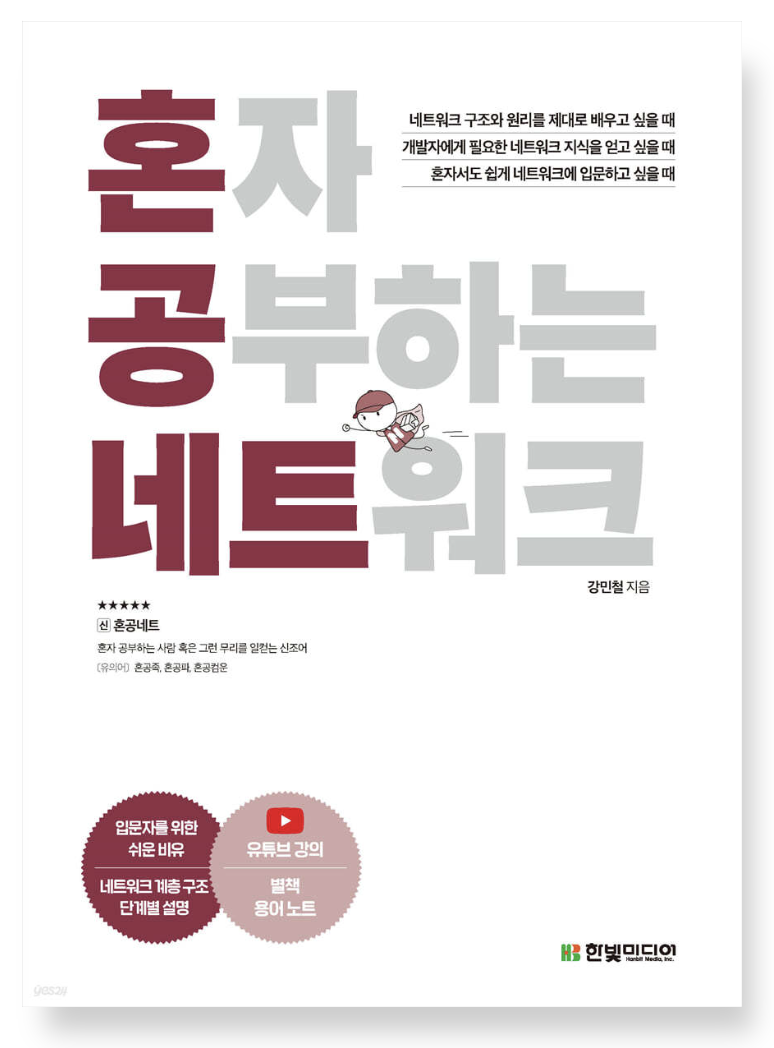 혼자
공부하는
네트워크
네트워크 구조와 원리를 제대로 배우고 싶을 때
개발자에게 필요한 네트워크 지식을 얻고 싶을 때
혼자서도 쉽게 네트워크에 입문하고 싶을 때
강민철 지음
★★★★★
신 혼공네트
혼자 공부하는 사람 혹은 그런 무리를 일컫는 신조어
[유의어] 혼공족, 혼공파, 혼공컴운
입문자를 위한
쉬운 비유
네트워크 계층 구조
단계별 설명
유튜브 강의
별책
용어 노트
HB 한빛미디어
Hanbit Media, Inc.
yes24